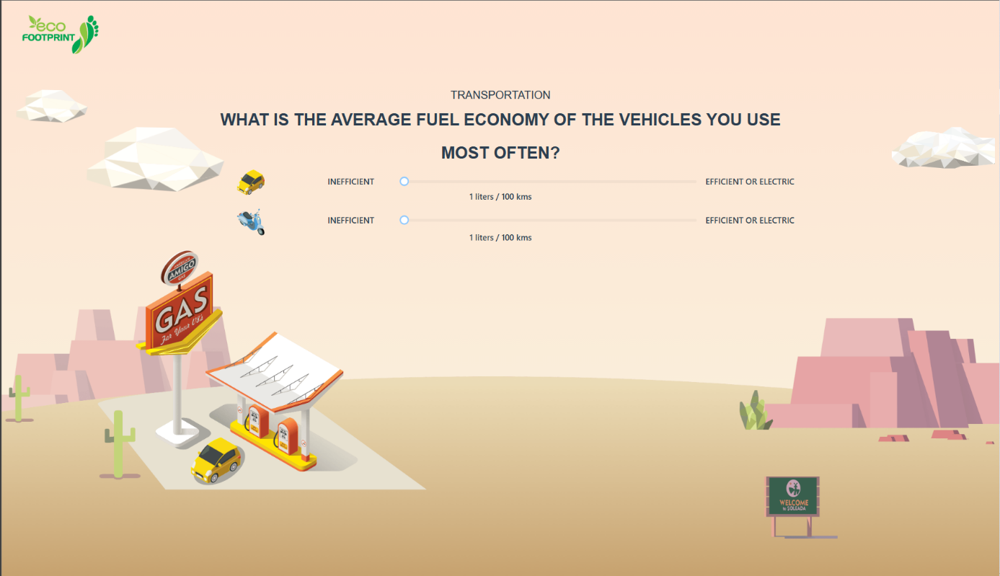 eco
FOOTPRINT
TRANSPORTATION
WHAT IS THE AVERAGE FUEL ECONOMY OF THE VEHICLES YOU USE
MOST OFTEN?
INEFFICIENT EFFICIENT OR ELECTRIC
1 liters / 100 kms
INEFFICIENT EFFICIENT OR ELECTRIC
1 liters / 100 kms
AMIGO
GAS
GAS
For Your V8's
WELCOME
to SOLEADA